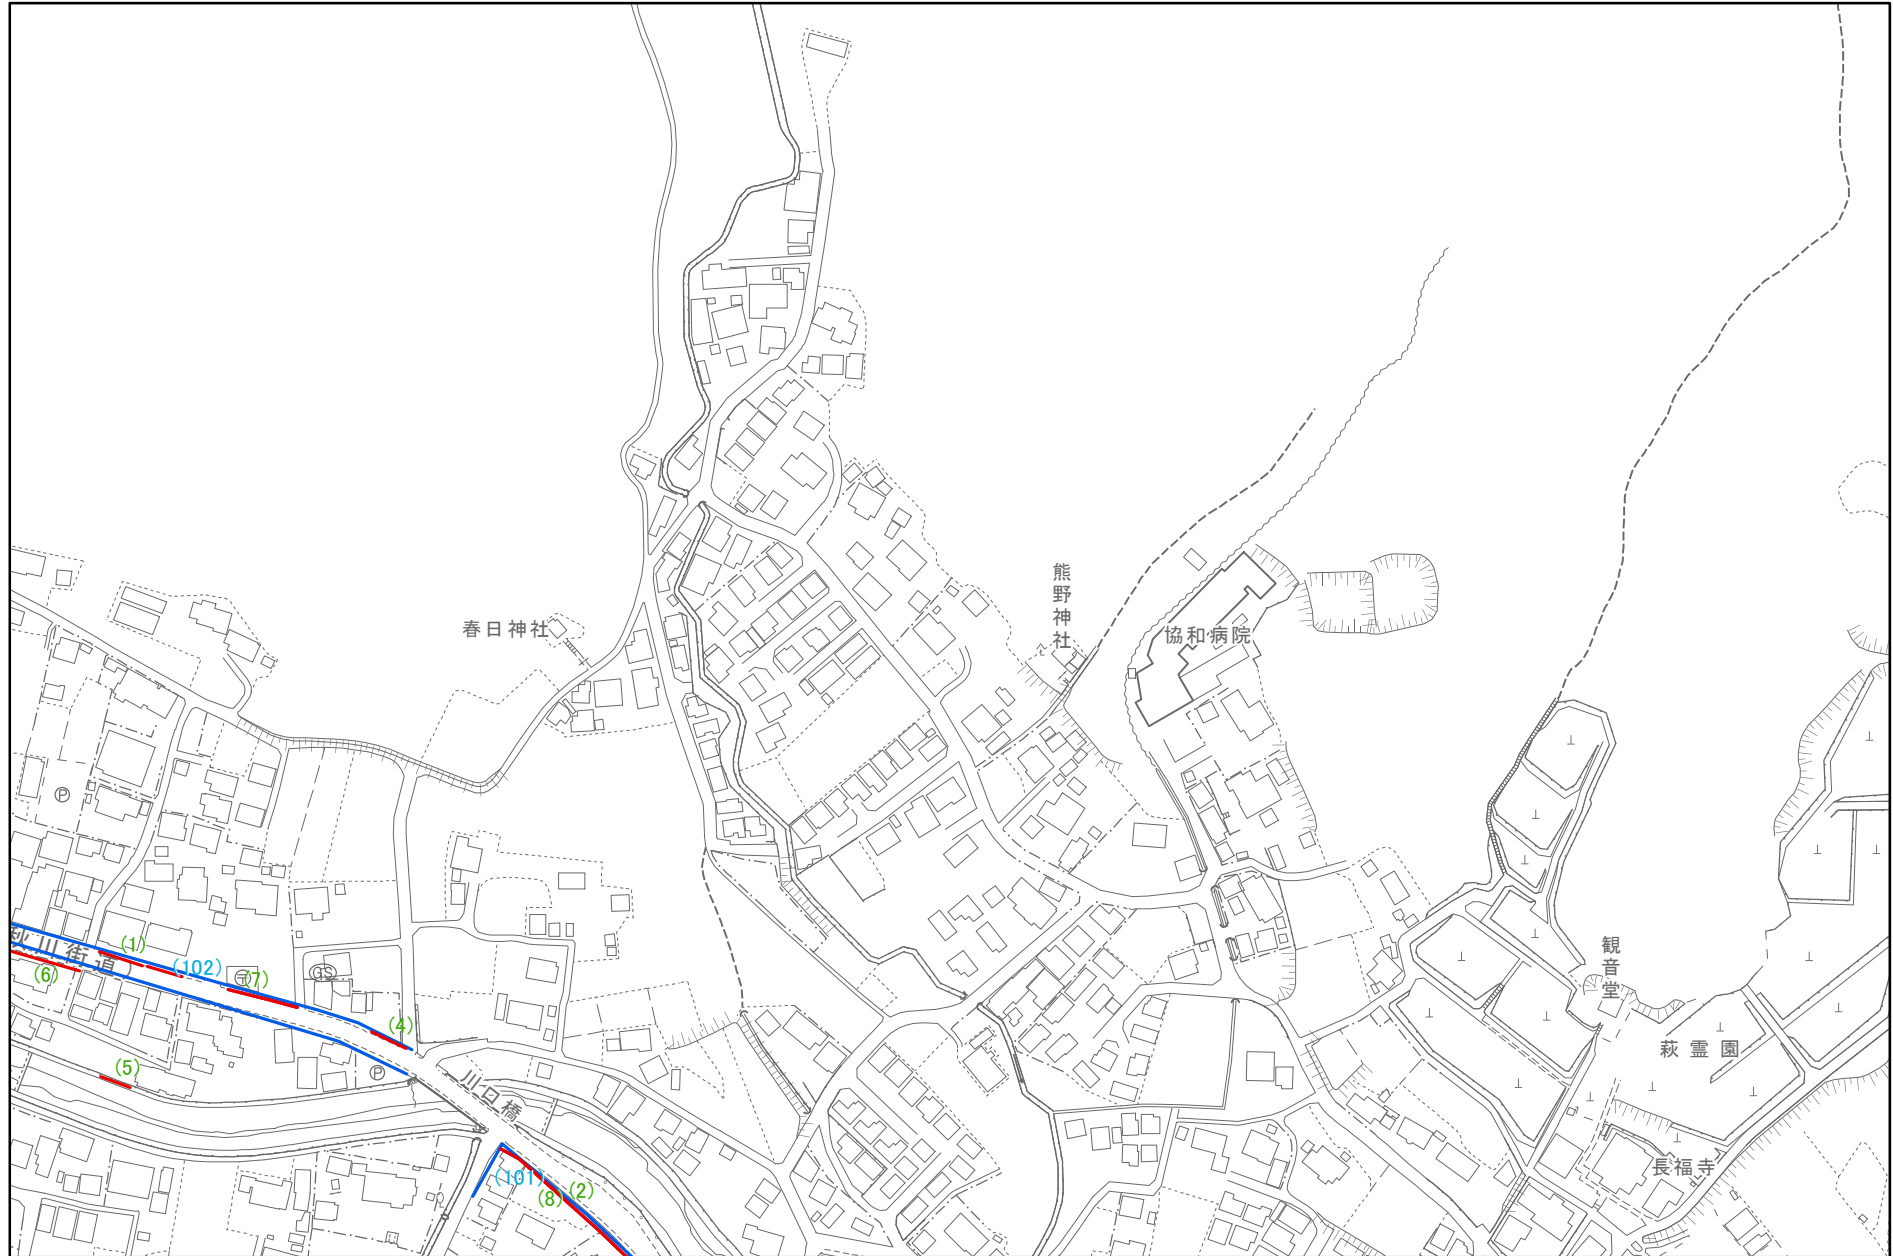 熊野神社
春日神社
協和病院
P
観音堂
萩霊園
長福寺
秋川街道
(1)
(102)
(6)
(7)
GS
(4)
(5)
P
川口橋
(101)
(8)
(2)